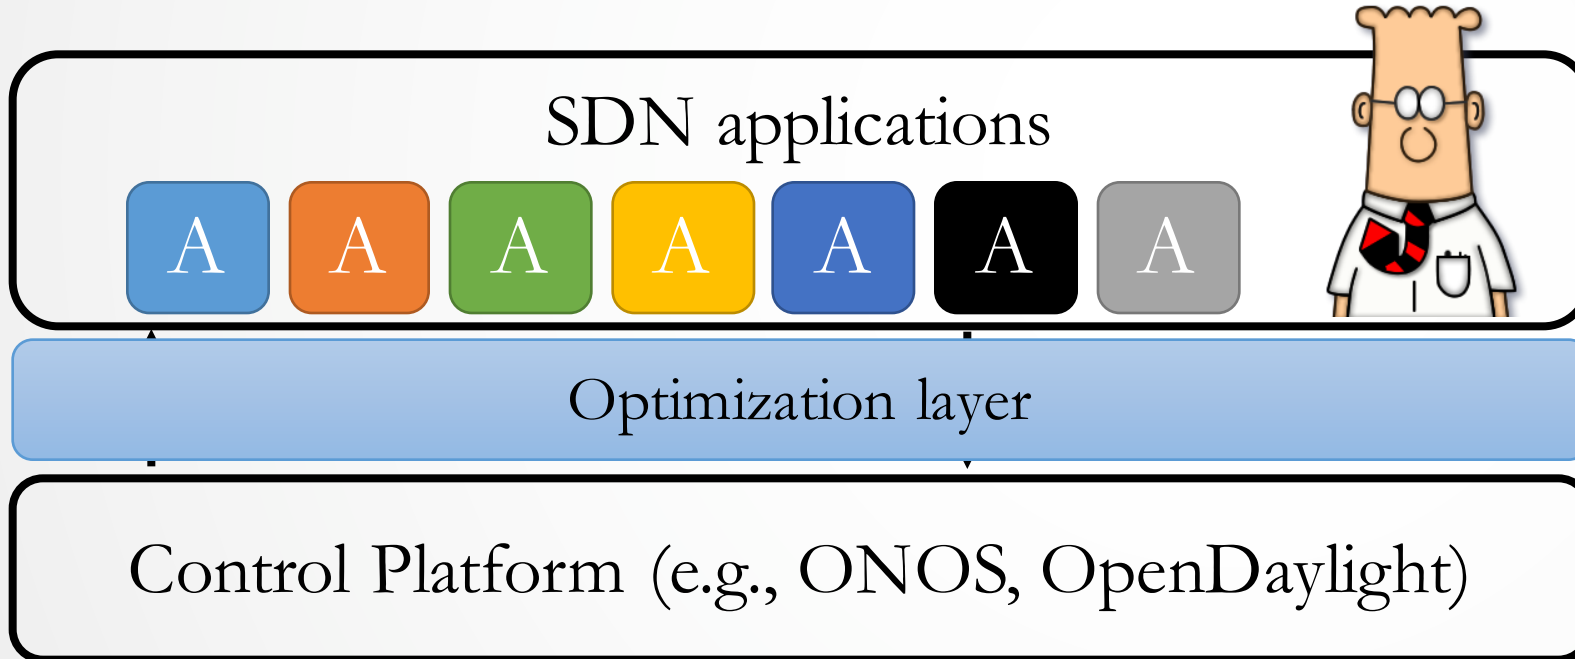 SDN applications
A A A A A A A
Optimization layer
Control Platform (e.g., ONOS, OpenDaylight)